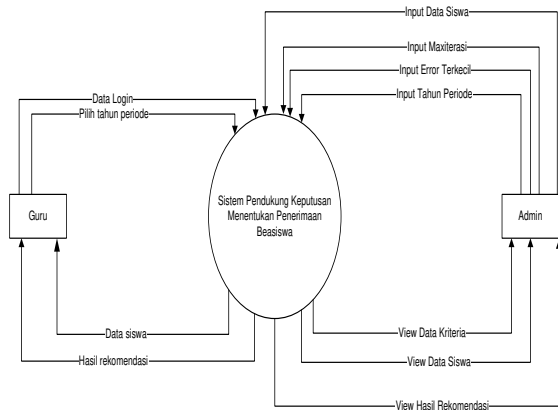 Input Data Siswa
Input Maxiterasi
Input Error Terkecil
Input Tahun Periode
Data Login
Pilih tahun periode
Guru
Sistem Pendukung Keputusan
Menentukan Penerimaan
Beasiswa
Admin
Data siswa
Hasil rekomendasi
View Data Kriteria
View Data Siswa
View Hasil Rekomendasi